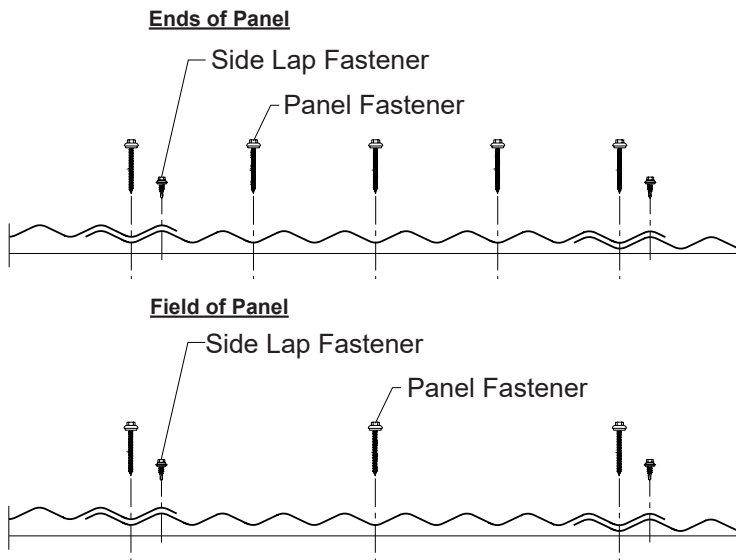 Ends of Panel
Side Lap Fastener
Panel Fastener
Field of Panel
Side Lap Fastener
Panel Fastener